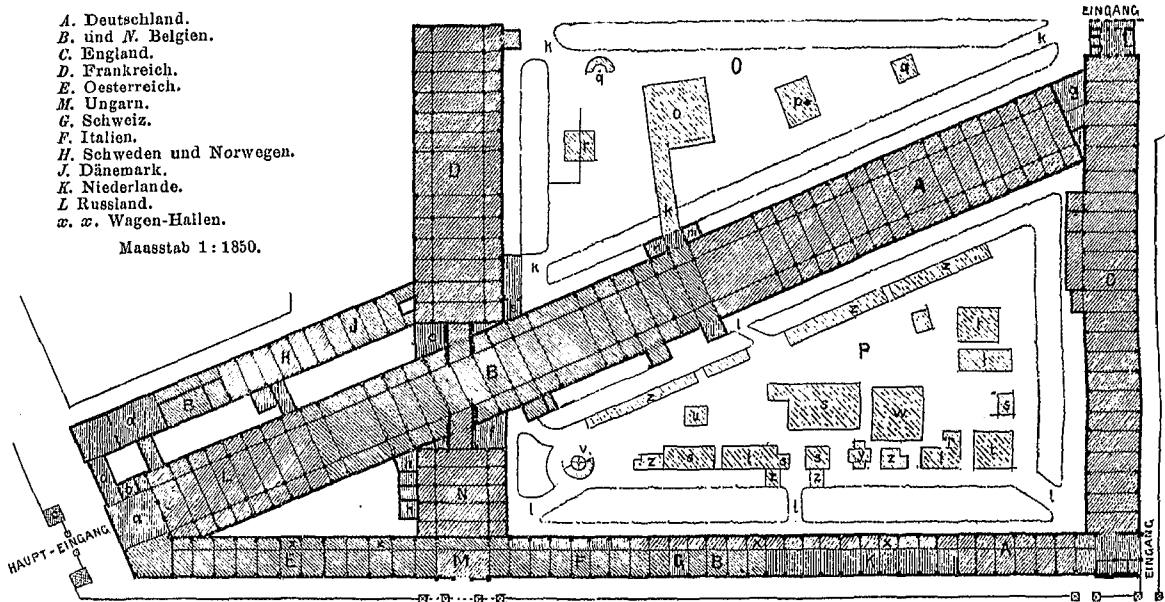 A. Deutschland.
B. und N. Belgien.
C. England.
D. Frankreich.
E. Oesterreich.
M. Ungarn.
G. Schweiz.
F. Italien.
H. Schweden und Norwegen.
J. Dänemark.
K. Niederlande.
L Russland.
x. x. Wagen-Hallen.
Maasstab 1:1850.
EINGANG
k
O
k
q
q
o
p
g
r
D
A
k
m
k
C
J
H
z
z
l
P
B
B
a
z
u
s
w
s
L
v
z
s
z
z
N
h
h
a
l
l
l
HAUPT-EINGANG
x
x
x
x
E
M
F
G
B
K
A
EINGANG